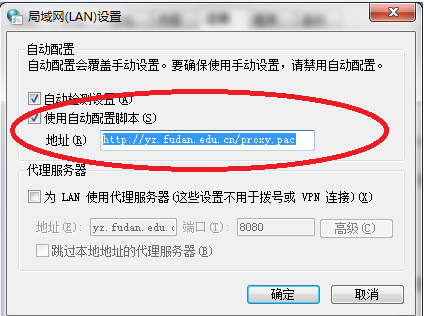 局域网(LAN)设置
自动配置
自动配置会覆盖手动设置。要确保使用手动设置，请禁用自动配置。
自动检测设置(A)
使用自动配置脚本(S)
地址(R) http://yz.fudan.edu.cn/proxy.pac
代理服务器
为 LAN 使用代理服务器(这些设置不用于拨号或 VPN 连接)(X)
地址(E): yz.fudan.edu.c 端口(T): 8080 高级(C)
跳过本地地址的代理服务器(B)
确定 取消